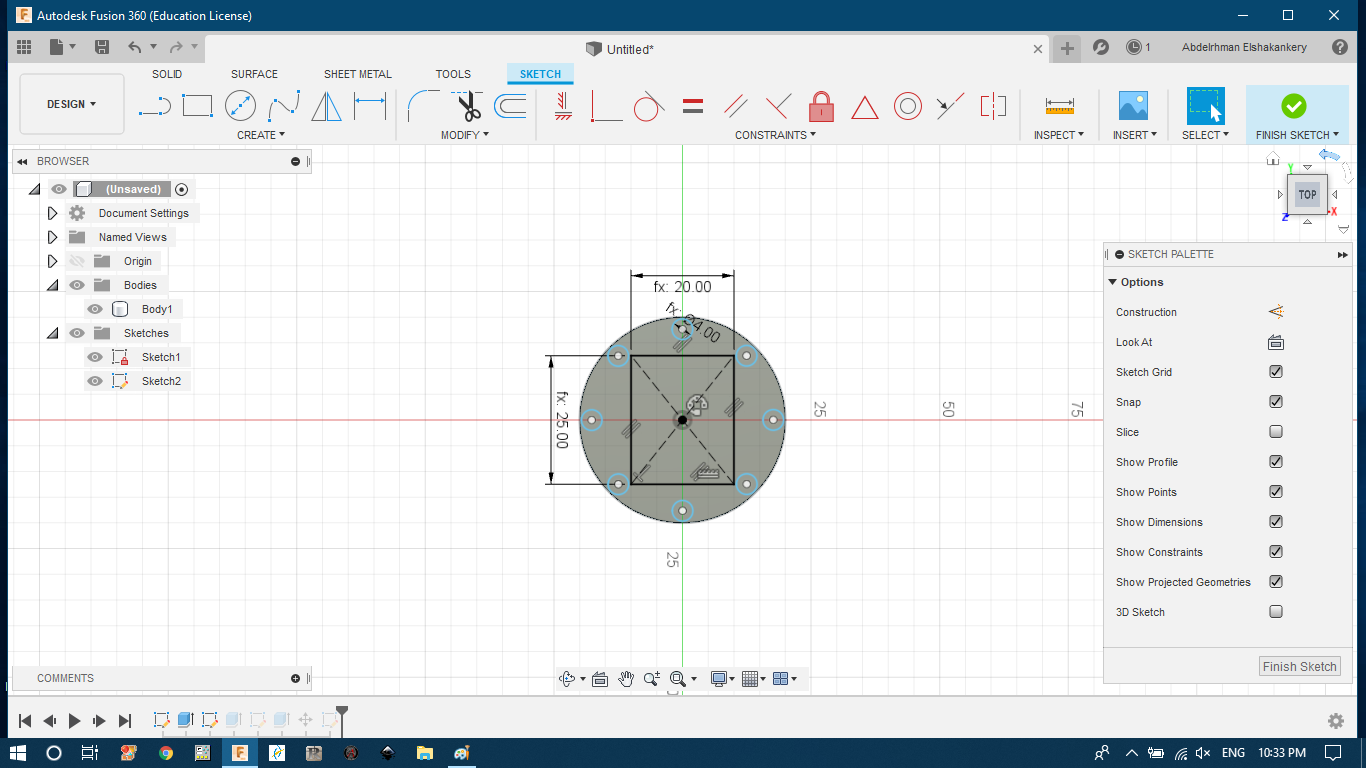 Autodesk Fusion 360 (Education License)
Untitled*
1
Abdelrhman Elshakankery
DESIGN
SOLID
SURFACE
SHEET METAL
TOOLS
SKETCH
CREATE
MODIFY
CONSTRAINTS
INSPECT
INSERT
SELECT
FINISH SKETCH
BROWSER
(Unsaved)
Document Settings
Named Views
Origin
Bodies
Body1
Sketches
Sketch1
Sketch2
Y
TOP
X
Z
fx: 20.00
fx: 25.00
25
50
75
25
SKETCH PALETTE
Options
Construction
Look At
Sketch Grid
Snap
Slice
Show Profile
Show Points
Show Dimensions
Show Constraints
Show Projected Geometries
3D Sketch
Finish Sketch
COMMENTS
ENG
10:33 PM